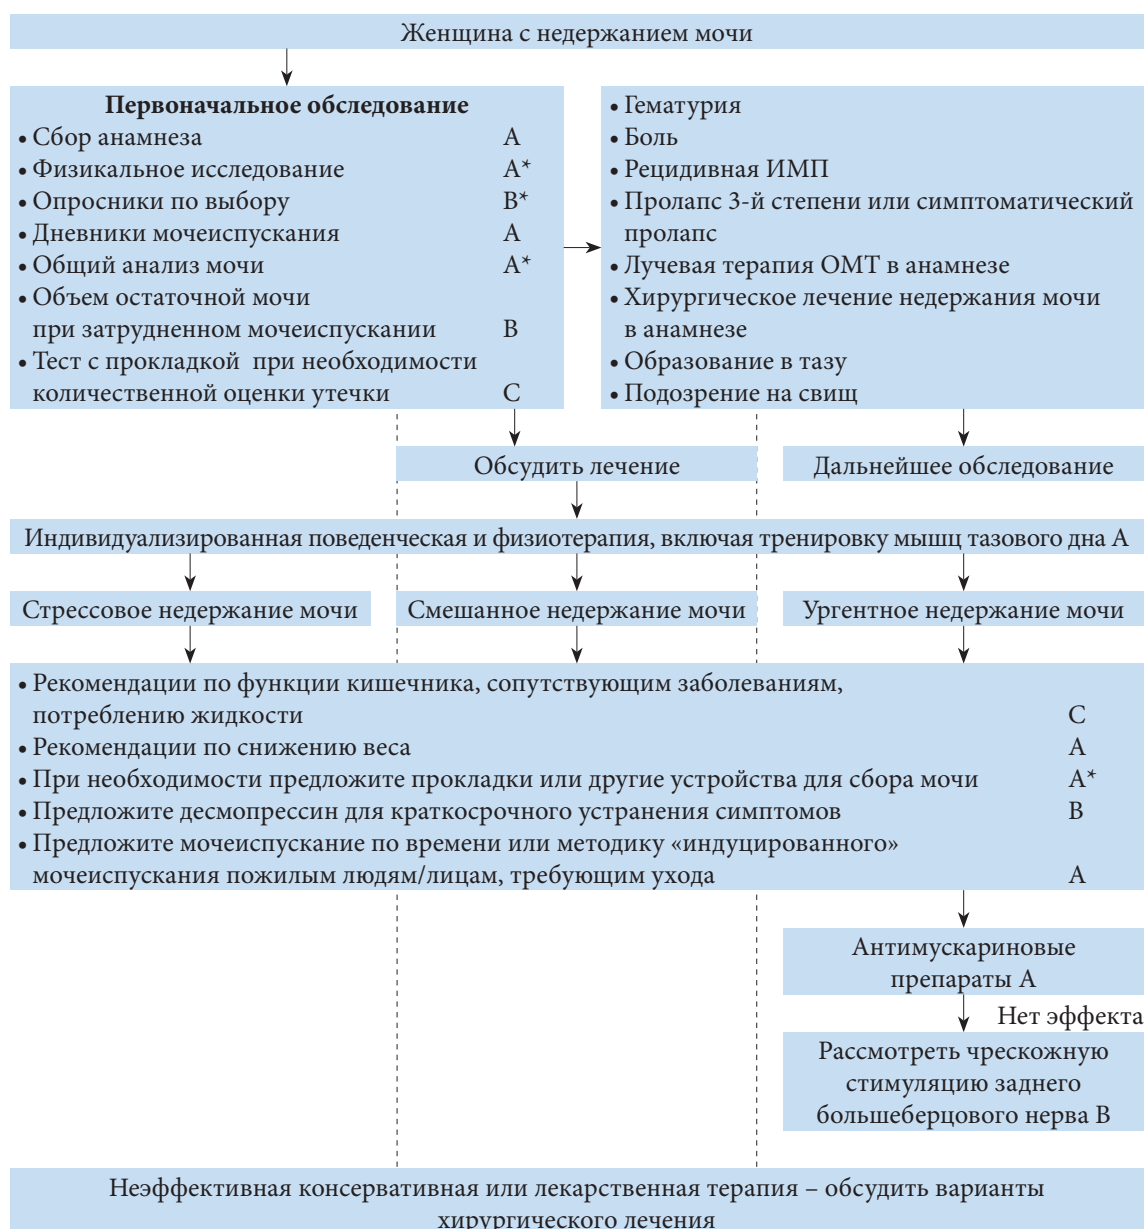 Женщина с недержанием мочи
Первоначальное обследование
• Сбор анамнеза A
• Физикальное исследование A*
• Опросники по выбору B*
• Дневники мочеиспускания A
• Общий анализ мочи A*
• Объем остаточной мочи
при затрудненном мочеиспускании B
• Тест с прокладкой при необходимости
количественной оценки утечки C
• Гематурия
• Боль
• Рецидивная ИМП
• Пролапс 3-й степени или симптоматический
пролапс
• Лучевая терапия ОМТ в анамнезе
• Хирургическое лечение недержания мочи
в анамнезе
• Образование в тазу
• Подозрение на свищ
Обсудить лечение
Дальнейшее обследование
Индивидуализированная поведенческая и физиотерапия, включая тренировку мышц тазового дна A
Стрессовое недержание мочи
Смешанное недержание мочи
Ургентное недержание мочи
• Рекомендации по функции кишечника, сопутствующим заболеваниям,
потреблению жидкости C
• Рекомендации по снижению веса A
• При необходимости предложите прокладки или другие устройства для сбора мочи A*
• Предложите десмопрессин для краткосрочного устранения симптомов B
• Предложите мочеиспускание по времени или методику «индуцированного»
мочеиспускания пожилым людям/лицам, требующим ухода A
Антимускариновые
препараты A
Нет эффекта
Рассмотреть чрескожную
стимуляцию заднего
большеберцового нерва B
Неэффективная консервативная или лекарственная терапия – обсудить варианты
хирургического лечения